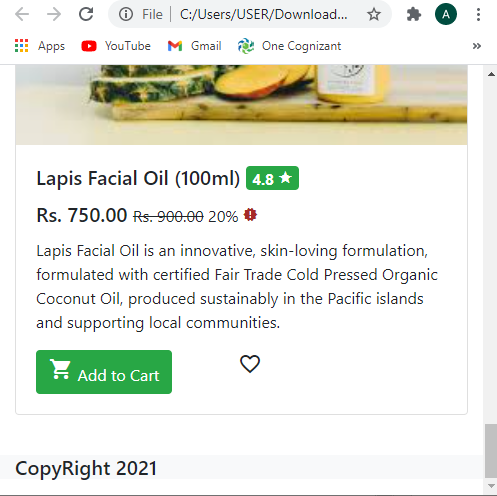 File | C:/Users/USER/Download...
A
Apps YouTube Gmail One Cognizant »
Lapis Facial Oil (100ml) 4.8
Rs. 750.00 Rs. 900.00 20%
Lapis Facial Oil is an innovative, skin-loving formulation,
formulated with certified Fair Trade Cold Pressed Organic
Coconut Oil, produced sustainably in the Pacific islands
and supporting local communities.
Add to Cart
CopyRight 2021